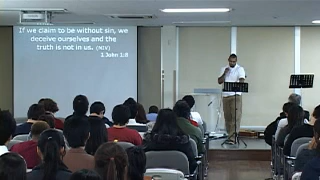 If we claim to be without sin, we
deceive ourselves and the
truth is not in us. (NIV)
1 John 1:8